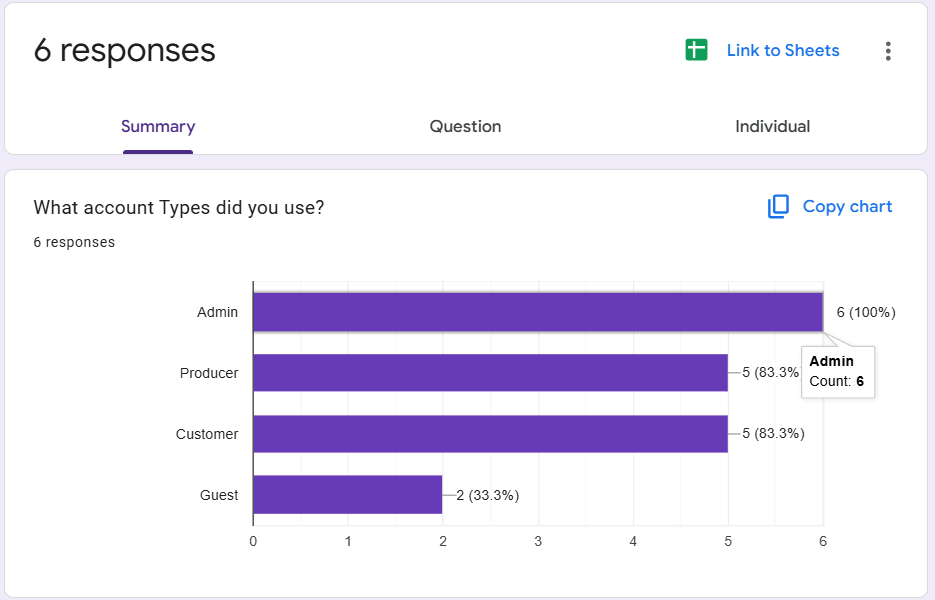 6 responses
Link to Sheets
Summary
Question
Individual
What account Types did you use?
Copy chart
6 responses
Admin
6 (100%)
Admin
Count: 6
Producer
5 (83.3%
Customer
5 (83.3%)
Guest
2 (33.3%)
0 1 2 3 4 5 6